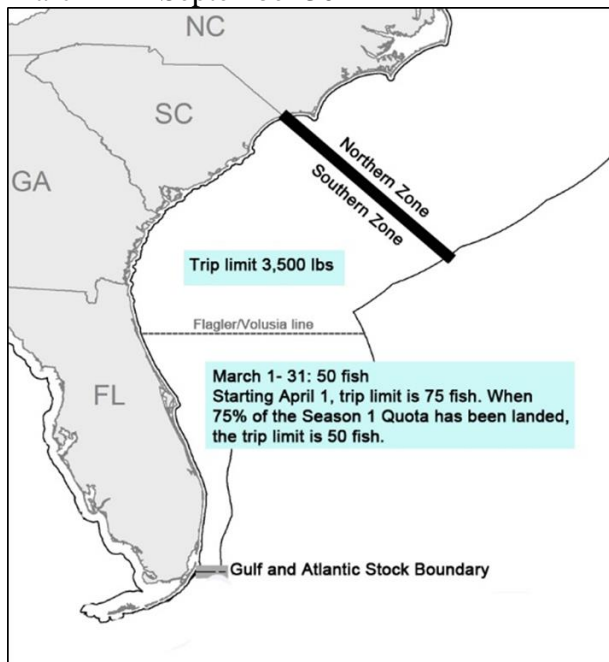 NC
SC
GA
Northern Zone
Southern Zone
Trip limit 3,500 lbs
Flagler/Volusia line
March 1- 31: 50 fish
Starting April 1, trip limit is 75 fish. When
75% of the Season 1 Quota has been landed,
the trip limit is 50 fish.
FL
Gulf and Atlantic Stock Boundary